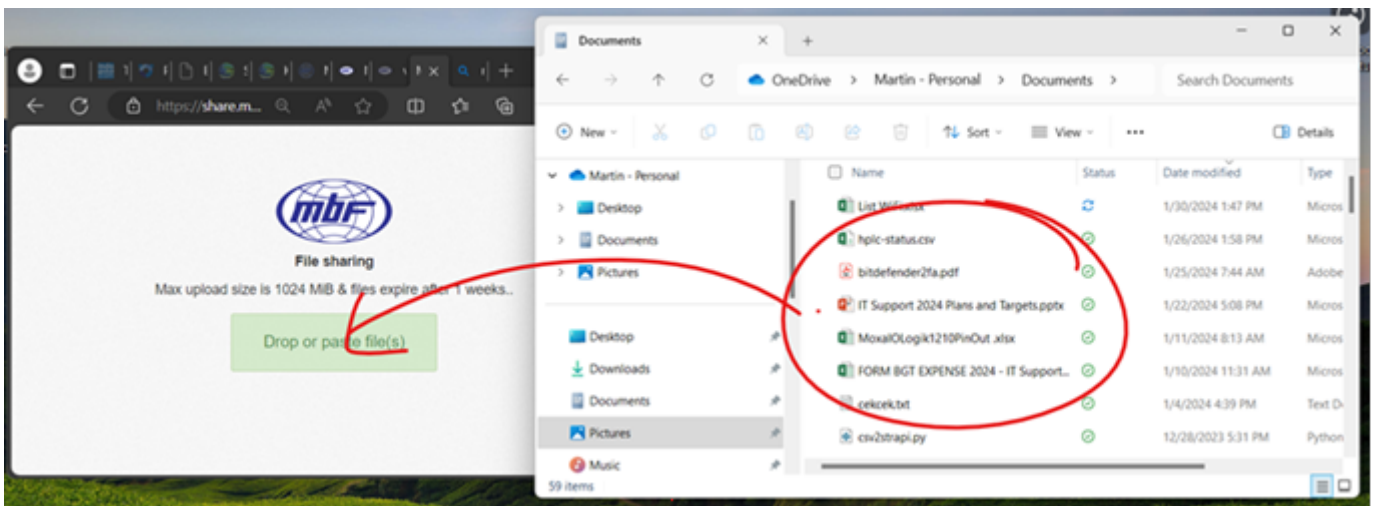 Documents
https://share.m...
OneDrive > Martin - Personal > Documents >
Search Documents
New
Sort
View
Details
mbf
File sharing
Max upload size is 1024 MiB & files expire after 1 weeks..
Drop or paste file(s)
Martin - Personal
Desktop
Documents
Pictures
Desktop
Downloads
Documents
Pictures
Music
59 items
Name Status Date modified Type
1/30/2024 1:47 PM Micros
hplc-status.csv 1/26/2024 1:58 PM Micros
bitdefender2fa.pdf 1/25/2024 7:44 AM Adobe
IT Support 2024 Plans and Targets.pptx 1/22/2024 5:08 PM Micros
MoxaIOLogik1210PinOut .xlsx 1/11/2024 8:13 AM Micros
FORM BGT EXPENSE 2024 - IT Support... 1/10/2024 11:31 AM Micros
cekcek.txt 1/4/2024 4:39 PM Text D
csv2strapi.py 12/28/2023 5:31 PM Python